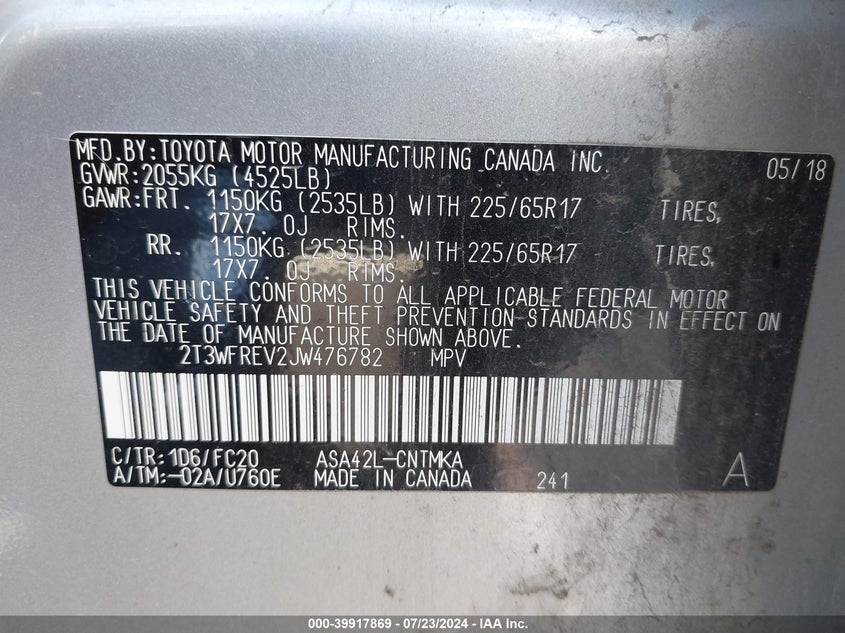 MFD.BY:TOYOTA MOTOR MANUFACTURING CANADA INC. 05/18
GVWR:2055KG (4525LB)
GAWR:FRT. 1150KG (2535LB) WITH 225/65R17 TIRES,
17X7. 0J RIMS.
RR. 1150KG (2535LB) WITH 225/65R17 TIRES,
17X7. 0J RIMS.
THIS VEHICLE CONFORMS TO ALL APPLICABLE FEDERAL MOTOR
VEHICLE SAFETY AND THEFT PREVENTION STANDARDS IN EFFECT ON
THE DATE OF MANUFACTURE SHOWN ABOVE.
2T3WFREV2JW476782 MPV
C/TR:1D6/FC20 ASA42L-CNTMKA
A/TM:-02A/U760E MADE IN CANADA 241 A
000-39917869 / 07/23/2024 - IAA Inc.